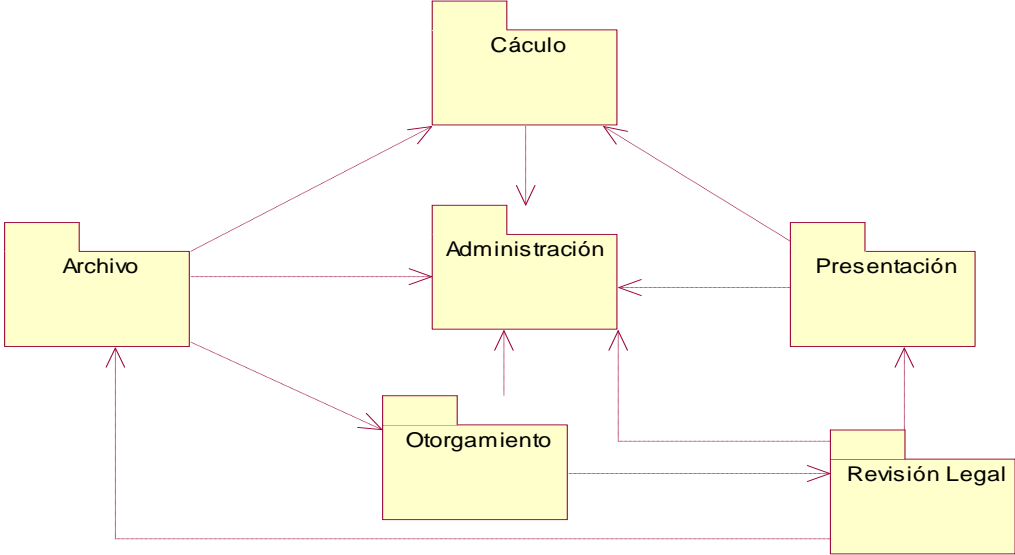 Cáculo
Archivo
Administración
Presentación
Otorgamiento
Revisión Legal